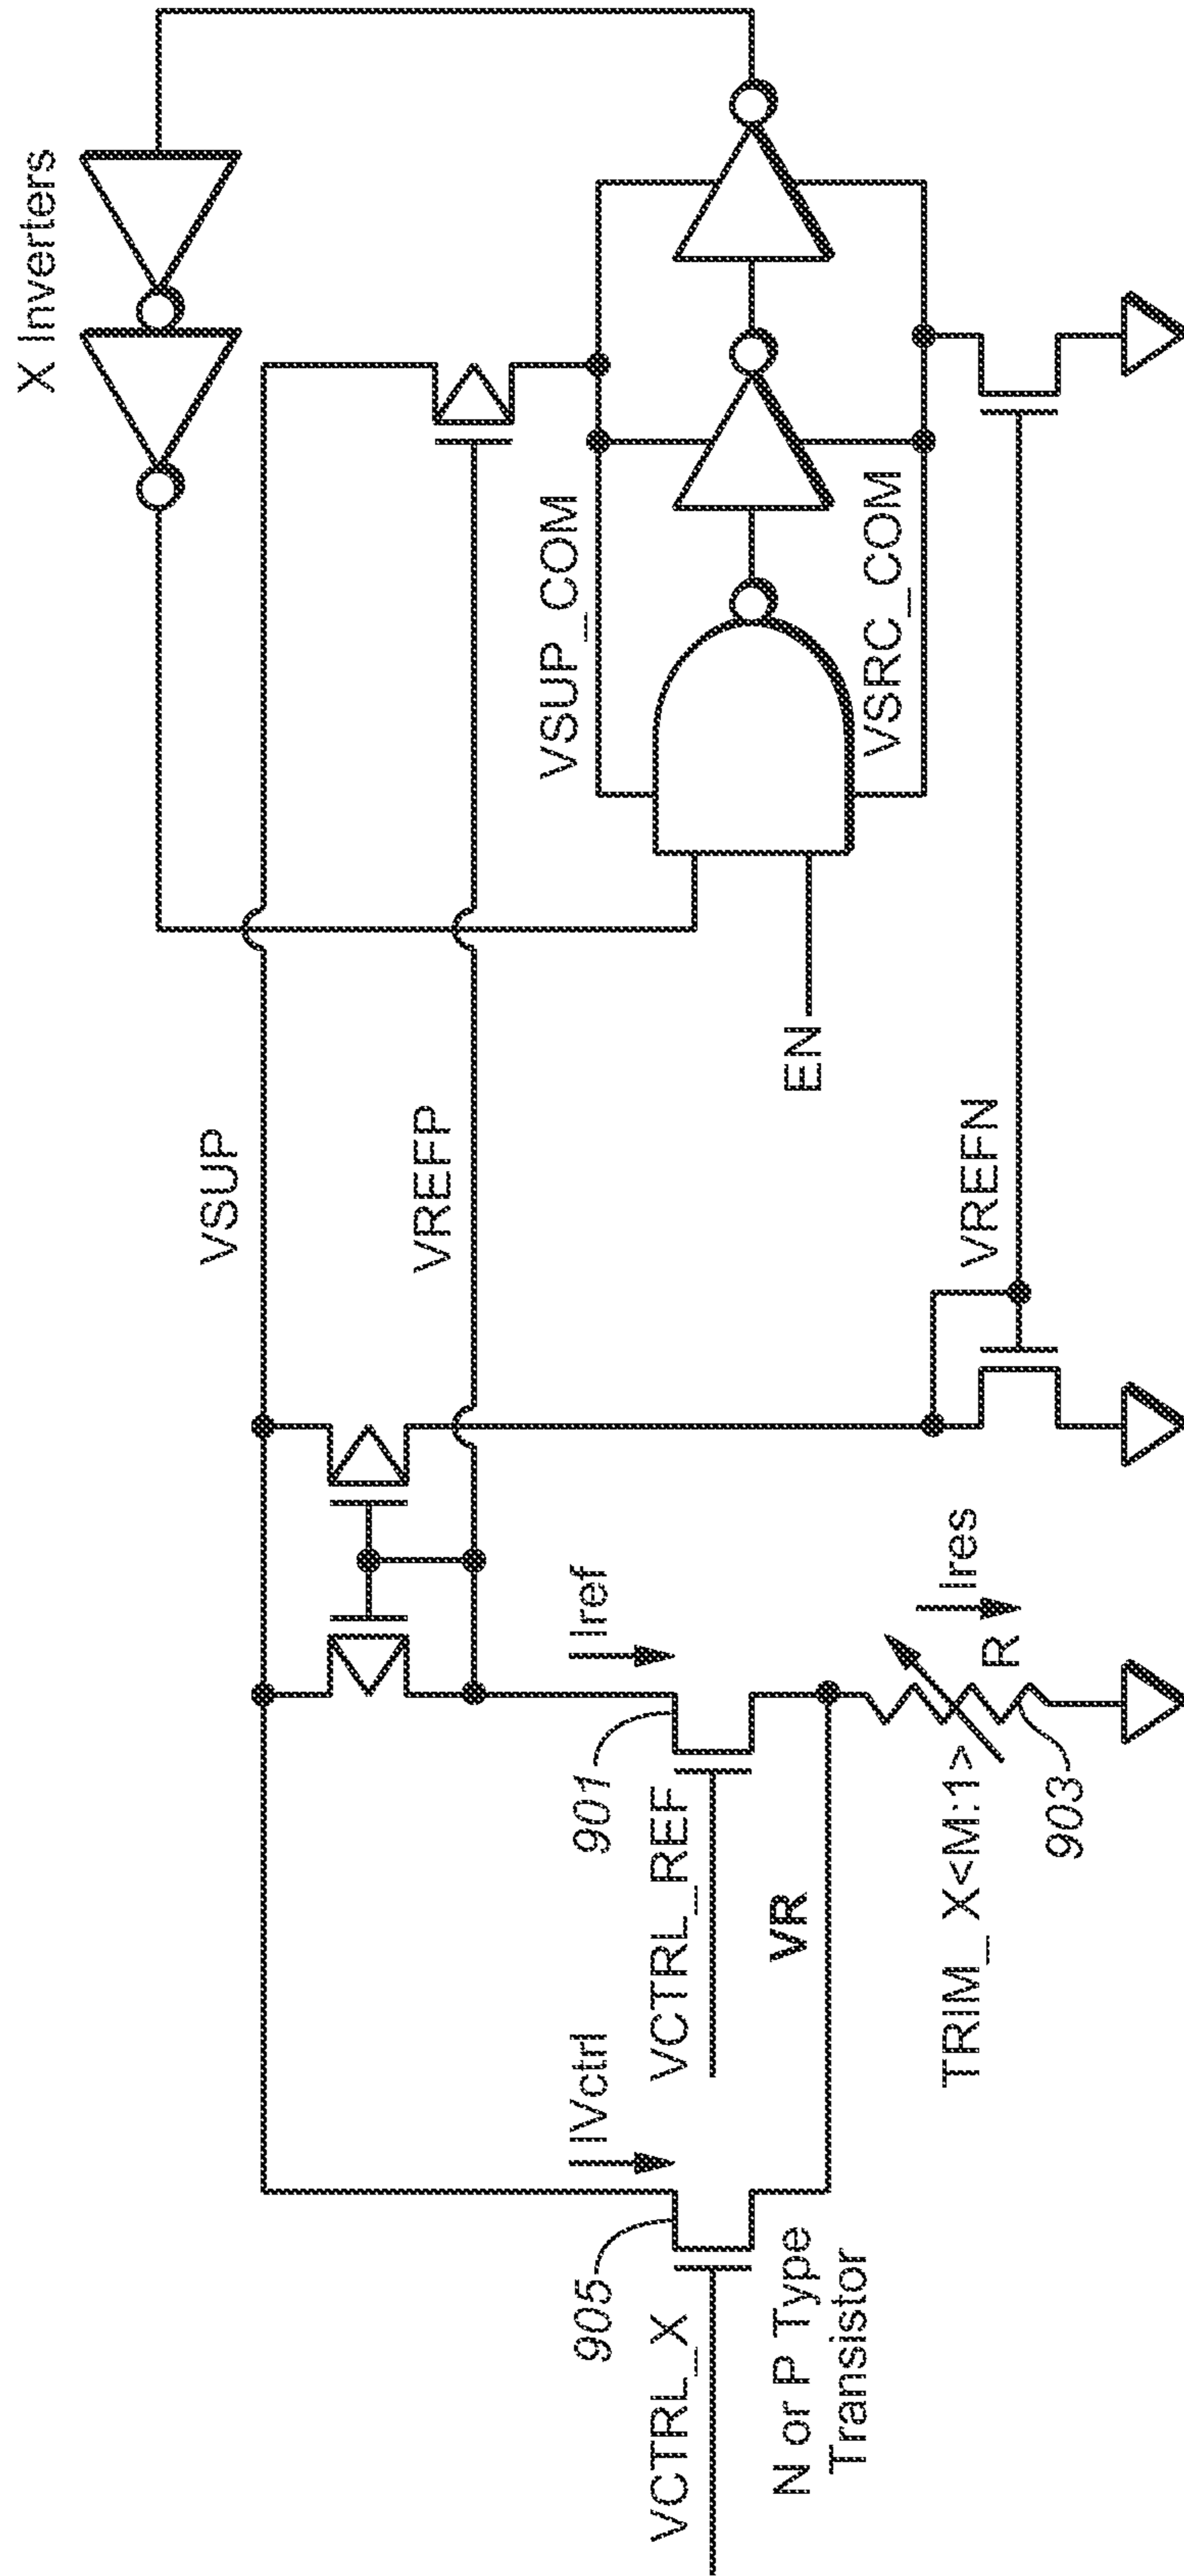 X Inverters
VSUP
VREFP
VSUP_COM
VSRC_COM
EN
VREFN
IVctrl
Iref
905
901
VCTRL_X
VCTRL_REF
N or P Type
Transistor
VR
Ires
R
TRIM_X<M:1>
903